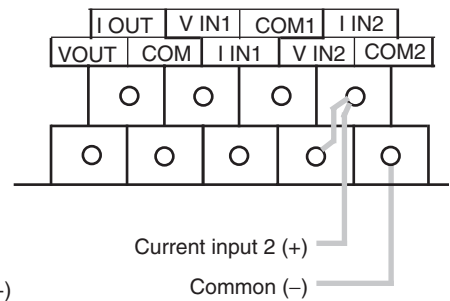 I OUT V IN1 COM1 I IN2
VOUT COM I IN1 V IN2 COM2
Current input 2 (+)
Common (−)